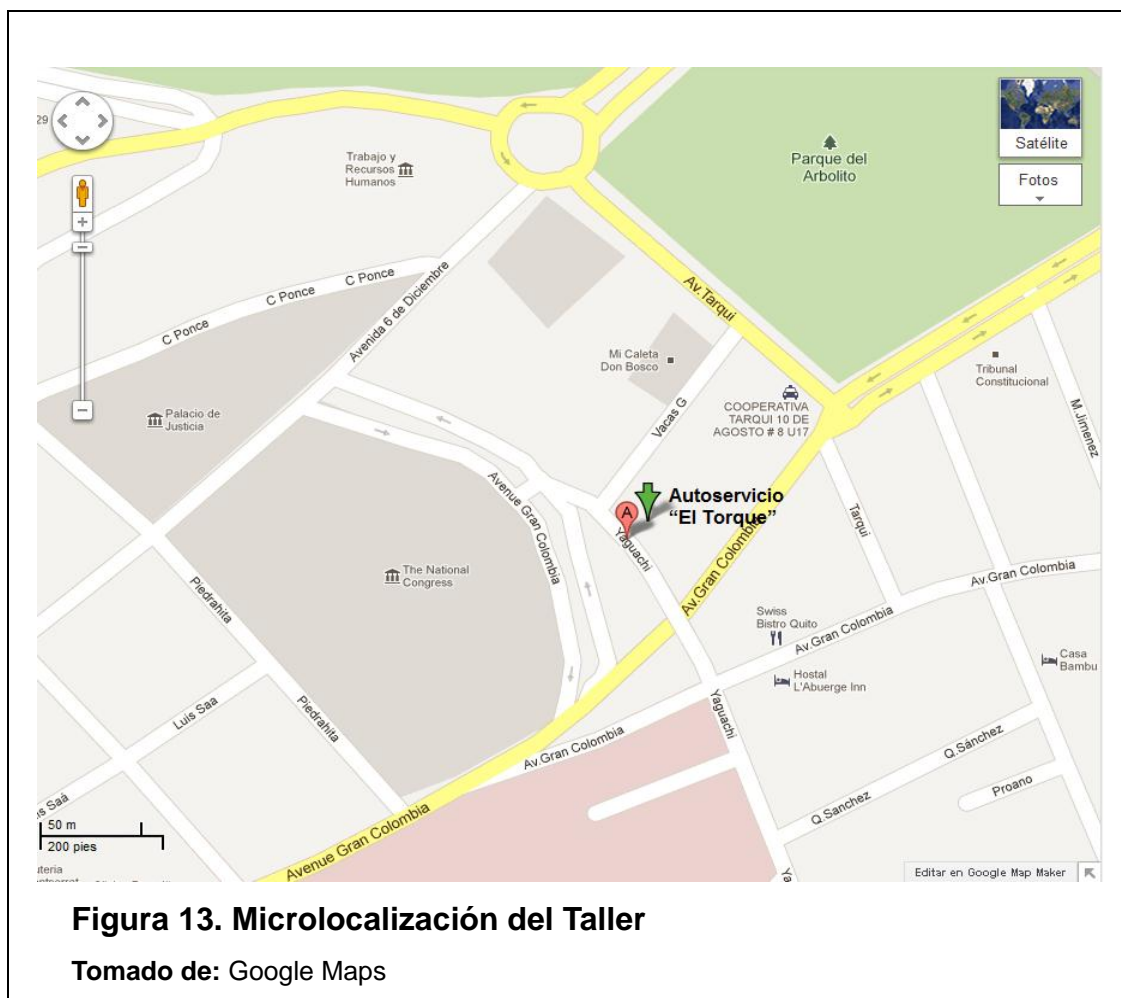 29
Satélite
Fotos
Trabajo y
Recursos
Humanos
Parque del
Arbolito
C Ponce
C Ponce
C Ponce
Avenida 6 de Diciembre
Av.Tarqui
Mi Caleta
Don Bosco
Tribunal
Constitucional
COOPERATIVA
TARQUI 10 DE
AGOSTO # 8 U17
M.Jimenez
Palacio de
Justicia
Vacas G
Avenue Gran Colombia
A
Autoservicio
“El Torque”
Yaguachi
Tarqui
Av.Gran Colombia
Av.Gran Colombia
The National
Congress
Piedrahita
Swiss
Bistro Quito
Av.Gran Colombia
Casa
Bambu
Hostal
L'Abuerge Inn
Luis Saa
Piedrahita
Yaguachi
Av.Gran Colombia
Q.Sánchez
Proano
Q.Sanchez
Saá
50 m
200 pies
Avenue Gran Colombia
Ya
uteria
Editar en Google Map Maker
Figura 13. Microlocalización del Taller
Tomado de: Google Maps